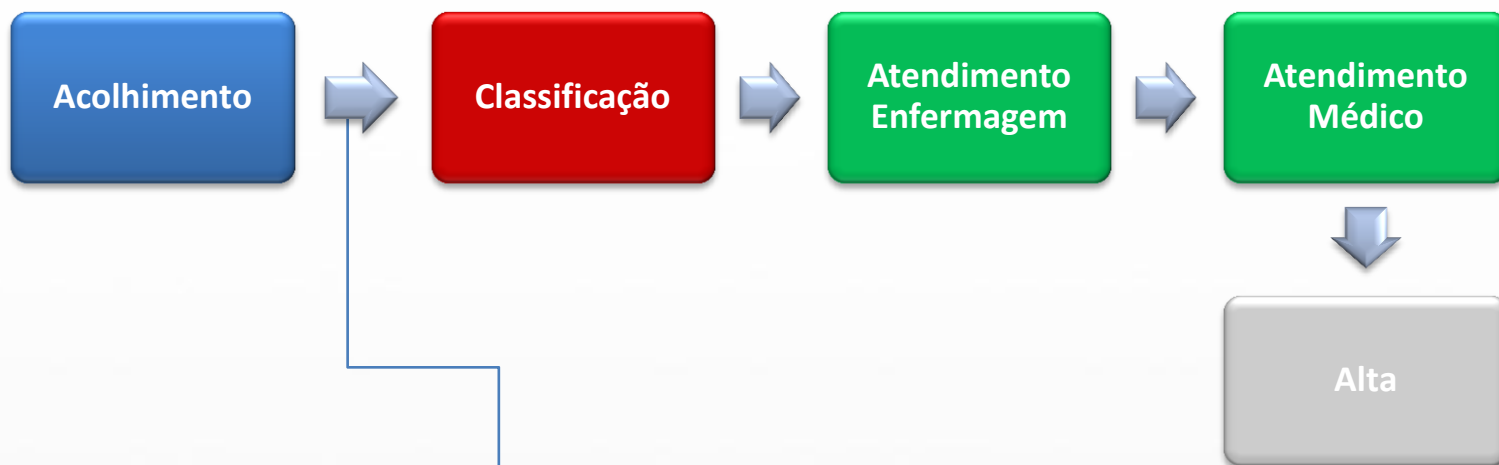 Acolhimento
Classificação
Atendimento
Enfermagem
Atendimento
Médico
Alta